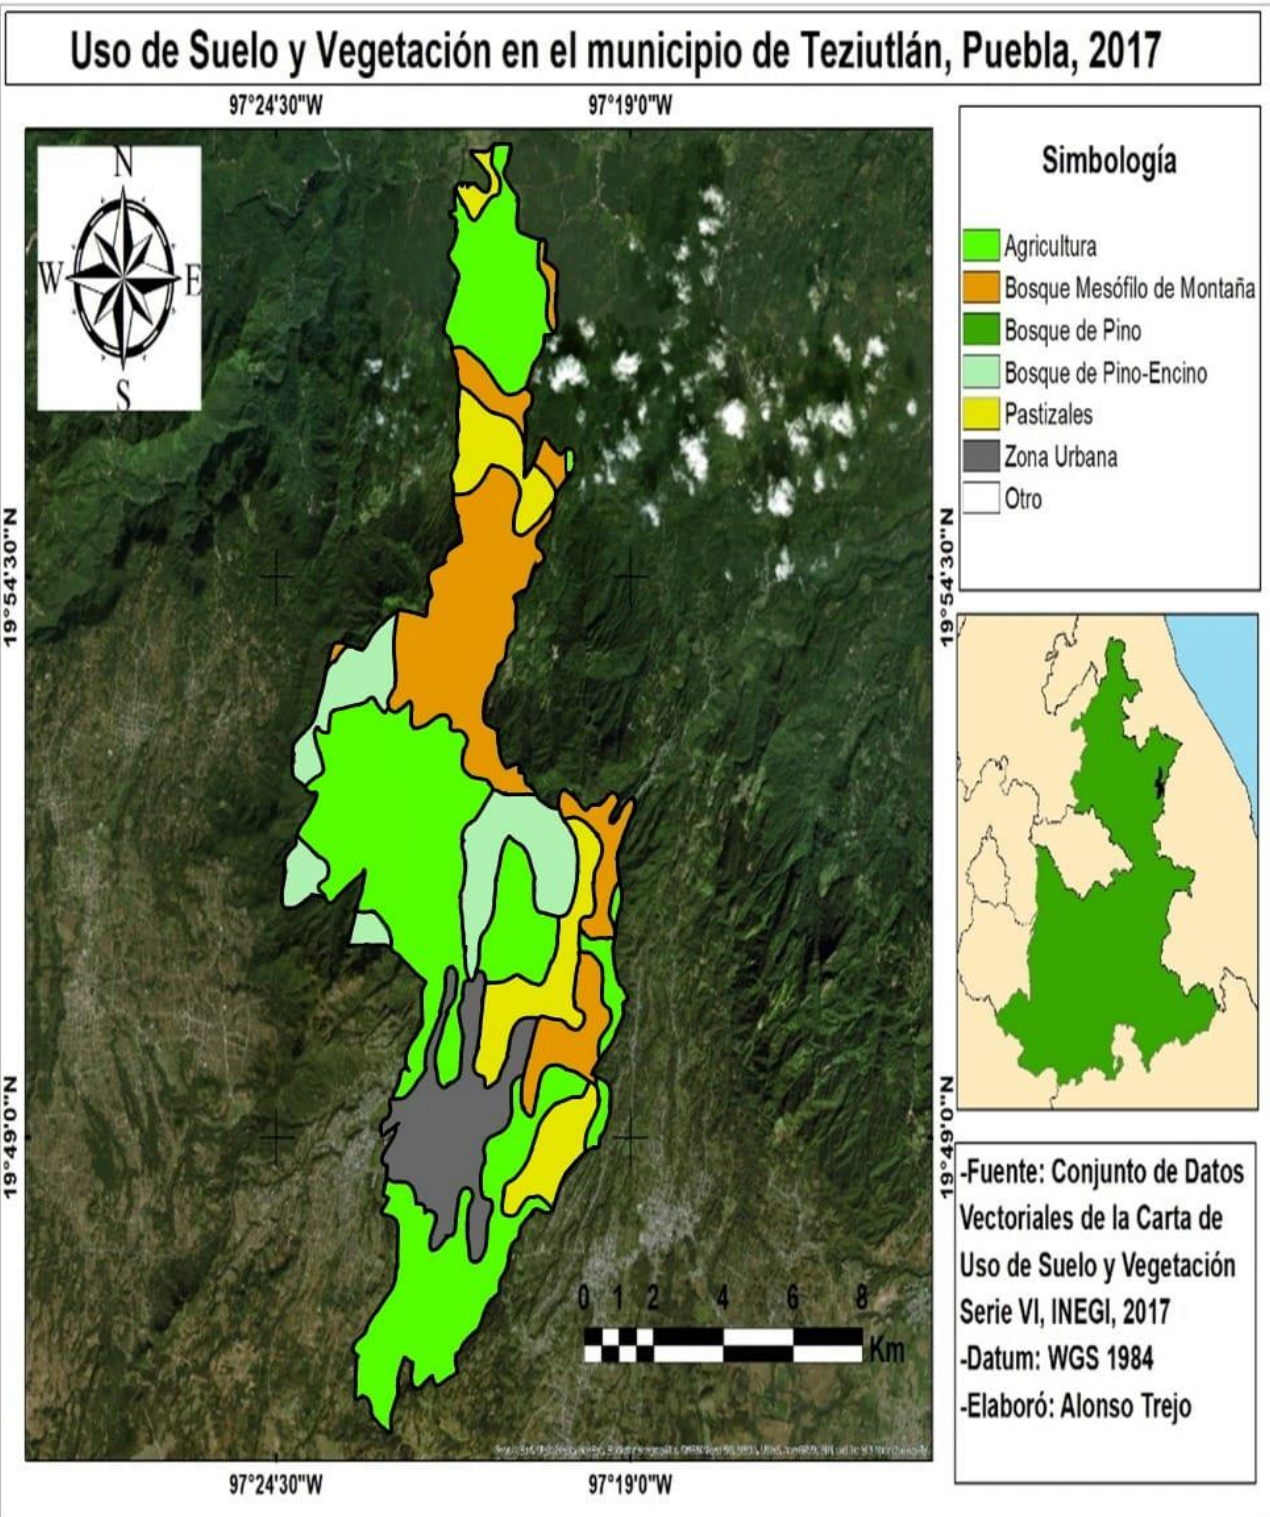 Uso de Suelo y Vegetación en el municipio de Teziutlán, Puebla, 2017
97°24'30"W
97°19'0"W
N
W
E
S
19°54'30"N
19°49'0"N
19°54'30"N
19°49'0"N
0 1 2 4 6 8
Km
97°24'30"W
97°19'0"W
Simbología
Agricultura
Bosque Mesófilo de Montaña
Bosque de Pino
Bosque de Pino-Encino
Pastizales
Zona Urbana
Otro
-Fuente: Conjunto de Datos
Vectoriales de la Carta de
Uso de Suelo y Vegetación
Serie VI, INEGI, 2017
-Datum: WGS 1984
-Elaboró: Alonso Trejo